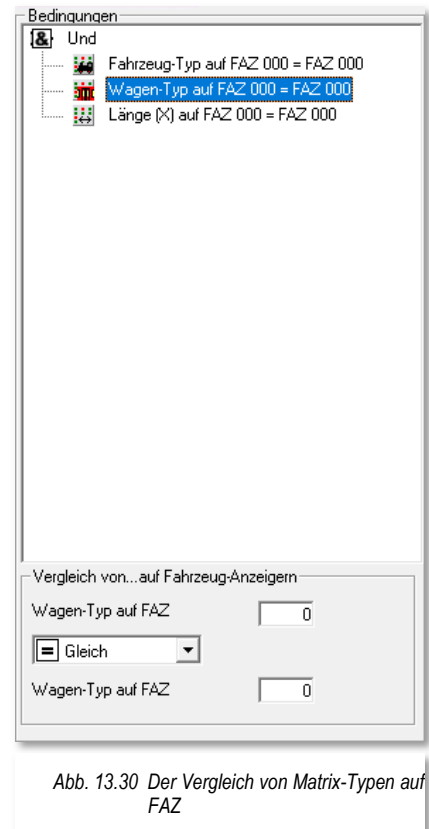 Bedingungen
& Und
Fahrzeug-Typ auf FAZ 000 = FAZ 000
Wagen-Typ auf FAZ 000 = FAZ 000
Länge (X) auf FAZ 000 = FAZ 000
Vergleich von...auf Fahrzeug-Anzeigern
Wagen-Typ auf FAZ 0
= Gleich
Wagen-Typ auf FAZ 0
Abb. 13.30 Der Vergleich von Matrix-Typen auf
FAZ